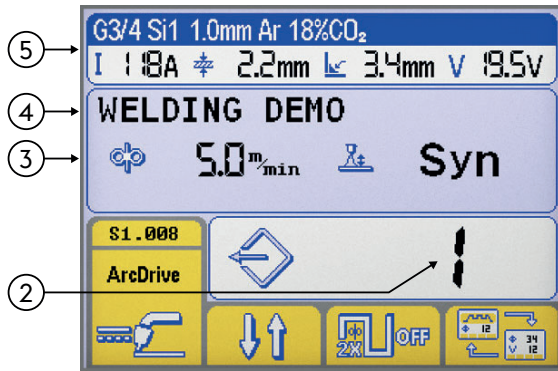 G3/4 Si1 1.0mm Ar 18%CO₂
5
I 118A 2.2mm 3.4mm V 19.5V
4 WELDING DEMO
3 5.0 m/min Syn
S1.008
ArcDrive
2 1
2X OFF
12 Φ 34
V 12